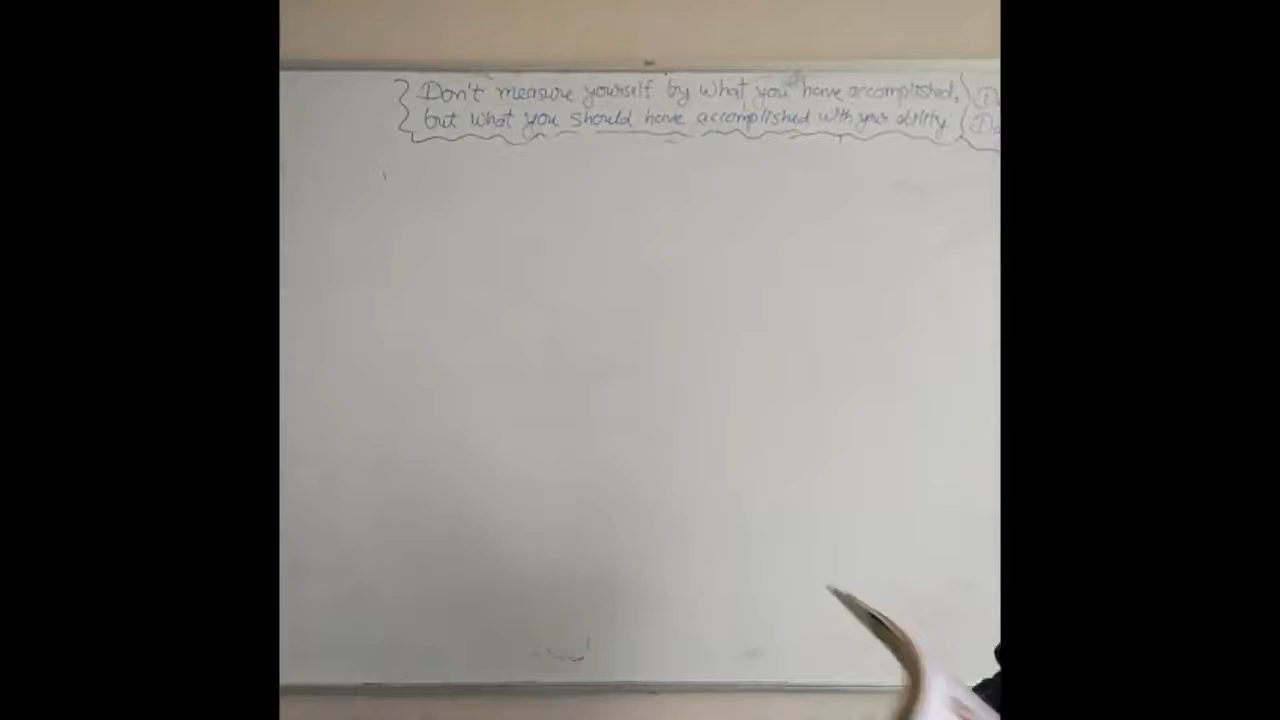 Don't measure yourself by what you have accomplished,
but what you should have accomplished with your ability